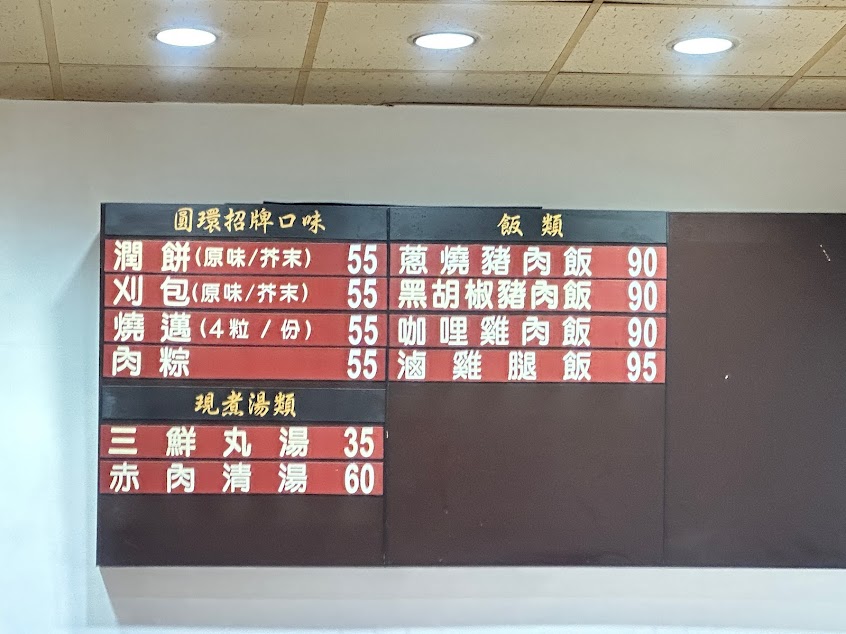 圓環招牌口味
潤餅(原味/芥末) 55
刈包(原味/芥末) 55
燒邁(4粒/份) 55
肉粽 55
現煮湯類
三鮮丸湯 35
赤肉清湯 60
飯類
蔥燒豬肉飯 90
黑胡椒豬肉飯 90
咖哩雞肉飯 90
滷雞腿飯 95